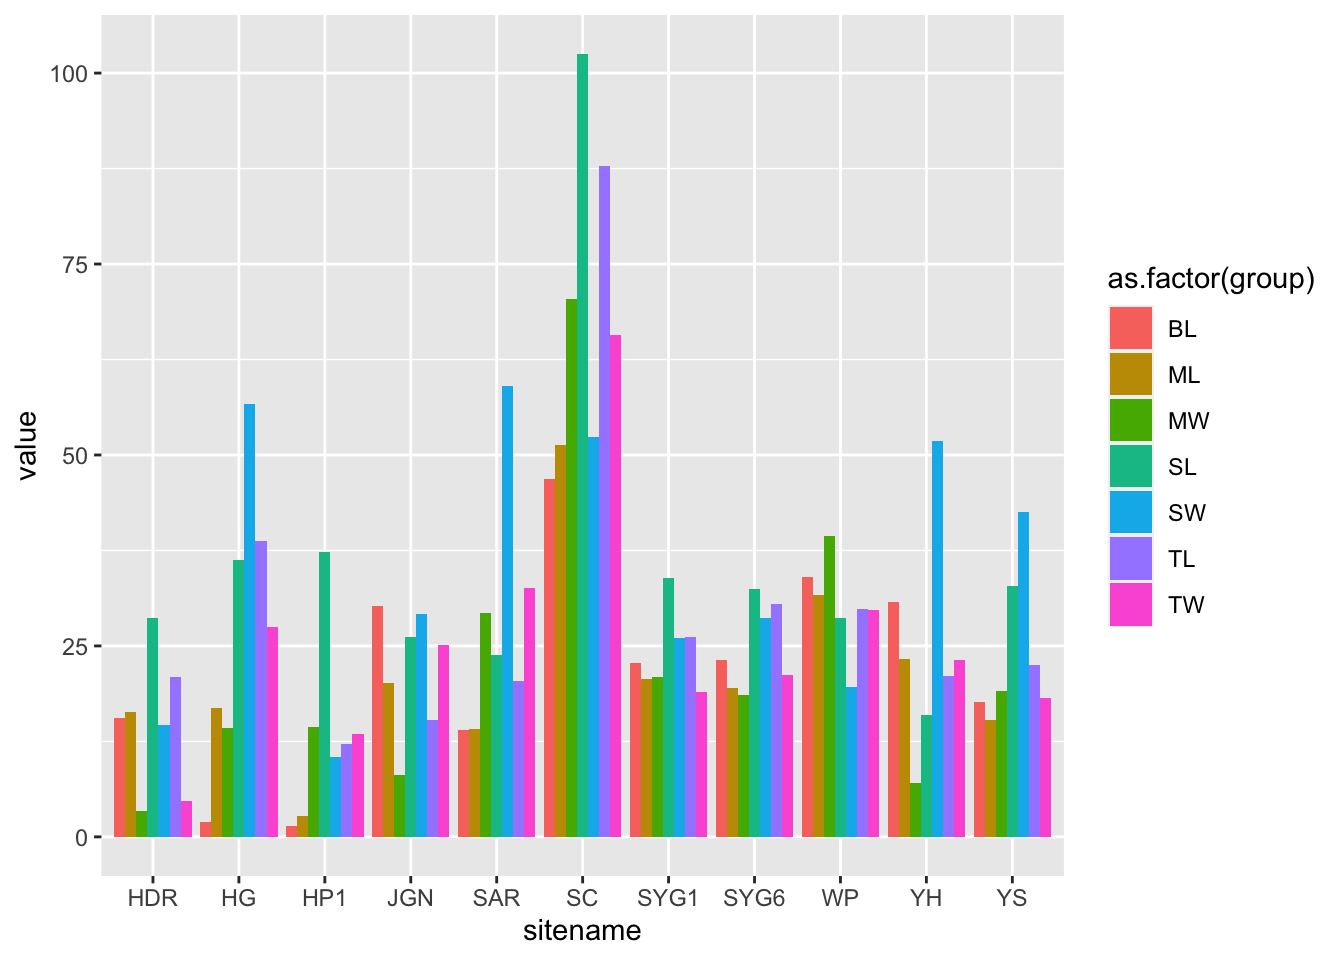 100
75
50
25
0
value
HDR HG HP1 JGN SAR SC SYG1 SYG6 WP YH YS
sitename
as.factor(group)
BL
ML
MW
SL
SW
TL
TW